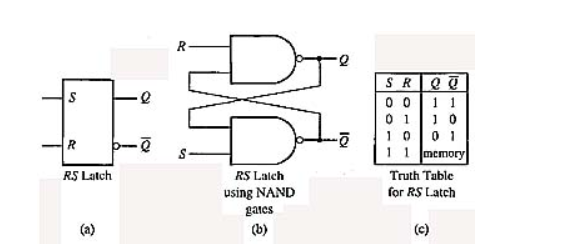 S Q
R Q̅
RS Latch
(a)
R Q
S Q̅
RS Latch
using NAND
gates
(b)
S R Q Q̅
0 0 1 1
0 1 1 0
1 0 0 1
1 1 memory
Truth Table
for RS Latch
(c)